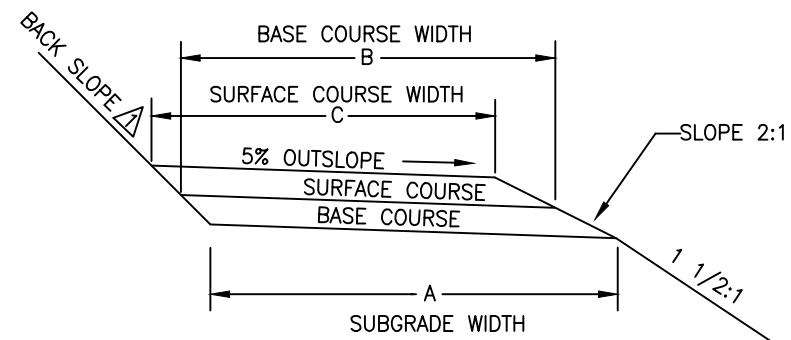 BACK SLOPE 1
BASE COURSE WIDTH
B
SURFACE COURSE WIDTH
C
SLOPE 2:1
5% OUTSLOPE
SURFACE COURSE
BASE COURSE
1 1/2:1
A
SUBGRADE WIDTH